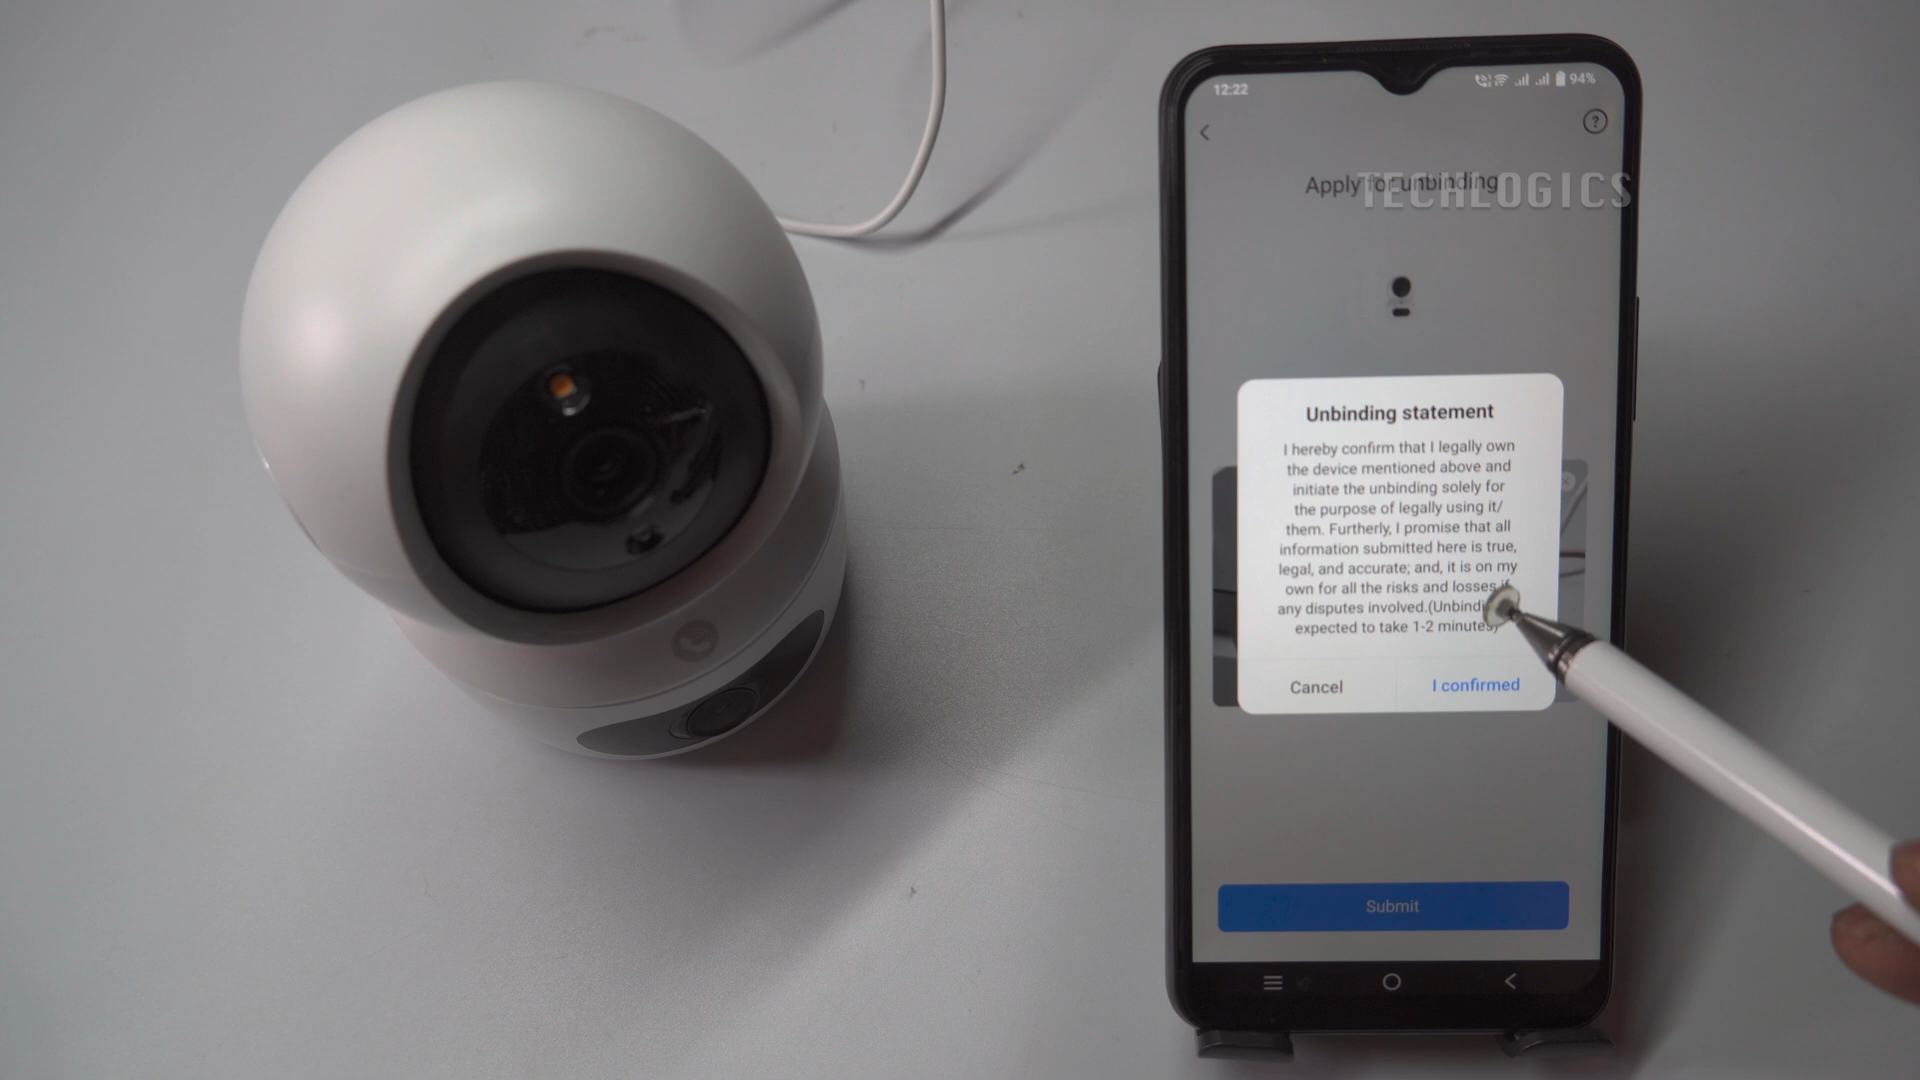 12:22
94%
?
Apply for unbinding
TECHLOGICS
Unbinding statement
I hereby confirm that I legally own
the device mentioned above and
initiate the unbinding solely for
the purpose of legally using it/
them. Furtherly, I promise that all
information submitted here is true,
legal, and accurate; and, it is on my
own for all the risks and losses if
any disputes involved.(Unbindi
expected to take 1-2 minutes)
Cancel
I confirmed
Submit